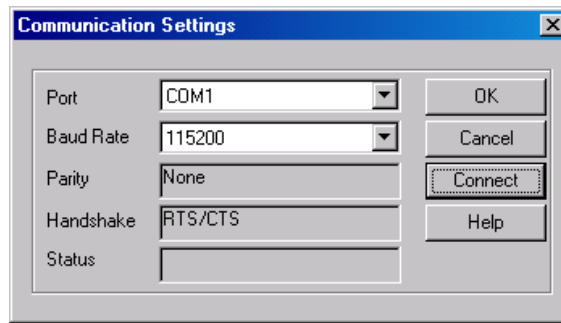 Communication Settings
Port COM1 OK
Baud Rate 115200 Cancel
Parity None Connect
Handshake RTS/CTS Help
Status